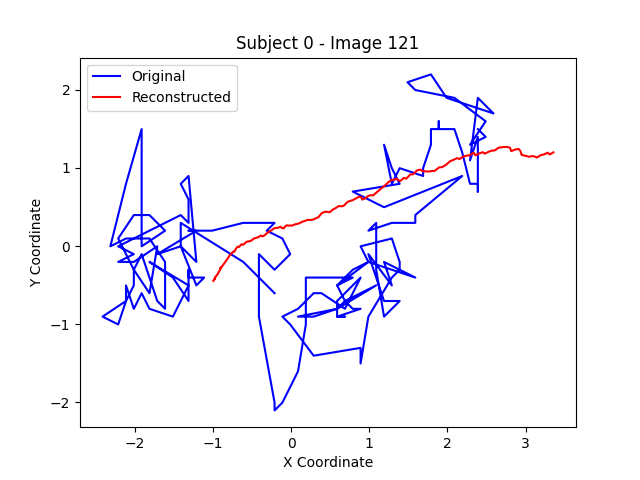 Subject 0 - Image 121
Original
Reconstructed
2
1
0
−1
−2
Y Coordinate
−2 −1 0 1 2 3
X Coordinate